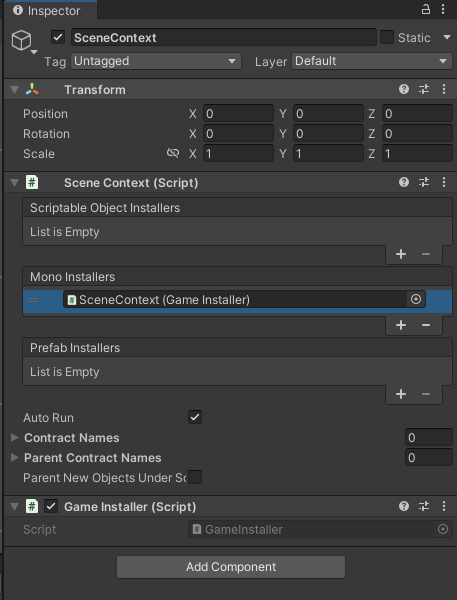 Inspector
SceneContext Static
Tag Untagged Layer Default
Transform
Position X 0 Y 0 Z 0
Rotation X 0 Y 0 Z 0
Scale X 1 Y 1 Z 1
# Scene Context (Script)
Scriptable Object Installers
List is Empty
+ −
Mono Installers
# SceneContext (Game Installer)
+ −
Prefab Installers
List is Empty
+ −
Auto Run
Contract Names 0
Parent Contract Names 0
Parent New Objects Under Sc
# Game Installer (Script)
Script # GameInstaller
Add Component